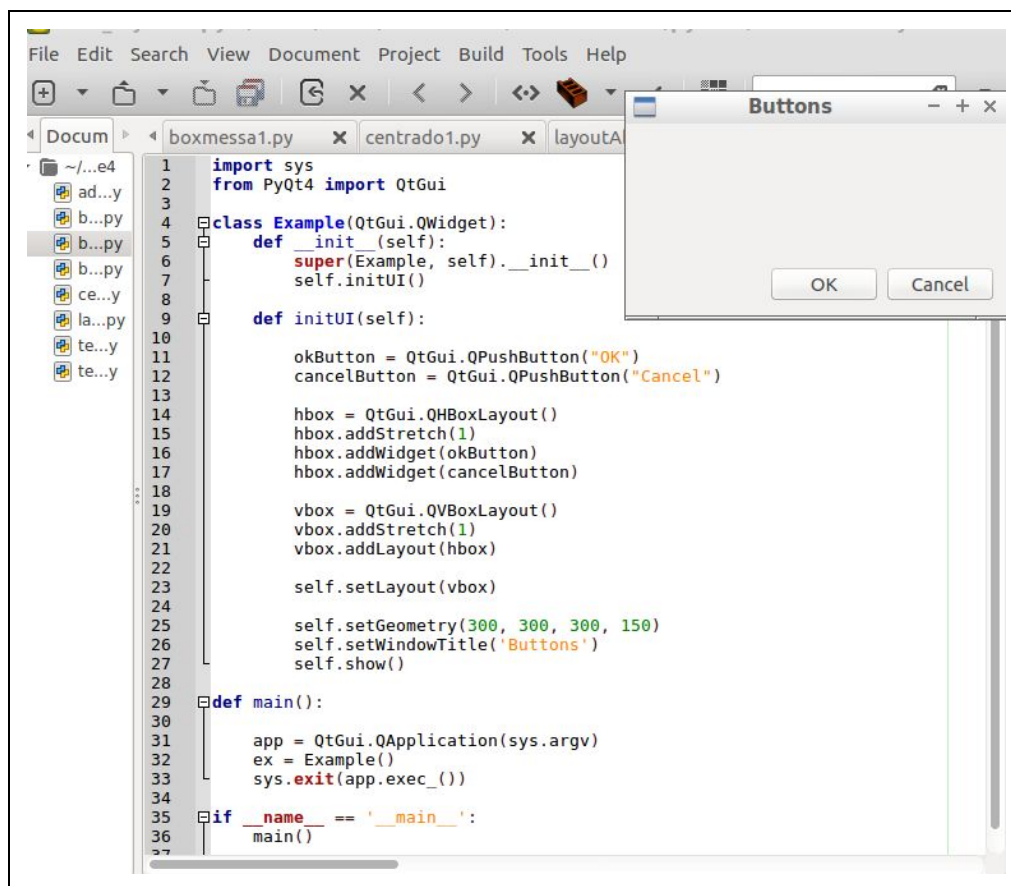 File Edit Search View Document Project Build Tools Help
Buttons
Docum
boxmessa1.py
centrado1.py
layoutAl
~/...e4
ad...y
b...py
b...py
b...py
ce...y
la...py
te...y
te...y
OK Cancel
1 import sys
2 from PyQt4 import QtGui
3
4 class Example(QtGui.QWidget):
5 def __init__(self):
6 super(Example, self).__init__()
7 self.initUI()
8
9 def initUI(self):
10
11 okButton = QtGui.QPushButton("OK")
12 cancelButton = QtGui.QPushButton("Cancel")
13
14 hbox = QtGui.QHBoxLayout()
15 hbox.addStretch(1)
16 hbox.addWidget(okButton)
17 hbox.addWidget(cancelButton)
18
19 vbox = QtGui.QVBoxLayout()
20 vbox.addStretch(1)
21 vbox.addLayout(hbox)
22
23 self.setLayout(vbox)
24
25 self.setGeometry(300, 300, 300, 150)
26 self.setWindowTitle('Buttons')
27 self.show()
28
29 def main():
30
31 app = QtGui.QApplication(sys.argv)
32 ex = Example()
33 sys.exit(app.exec_())
34
35 if __name__ == '__main__':
36 main()
37